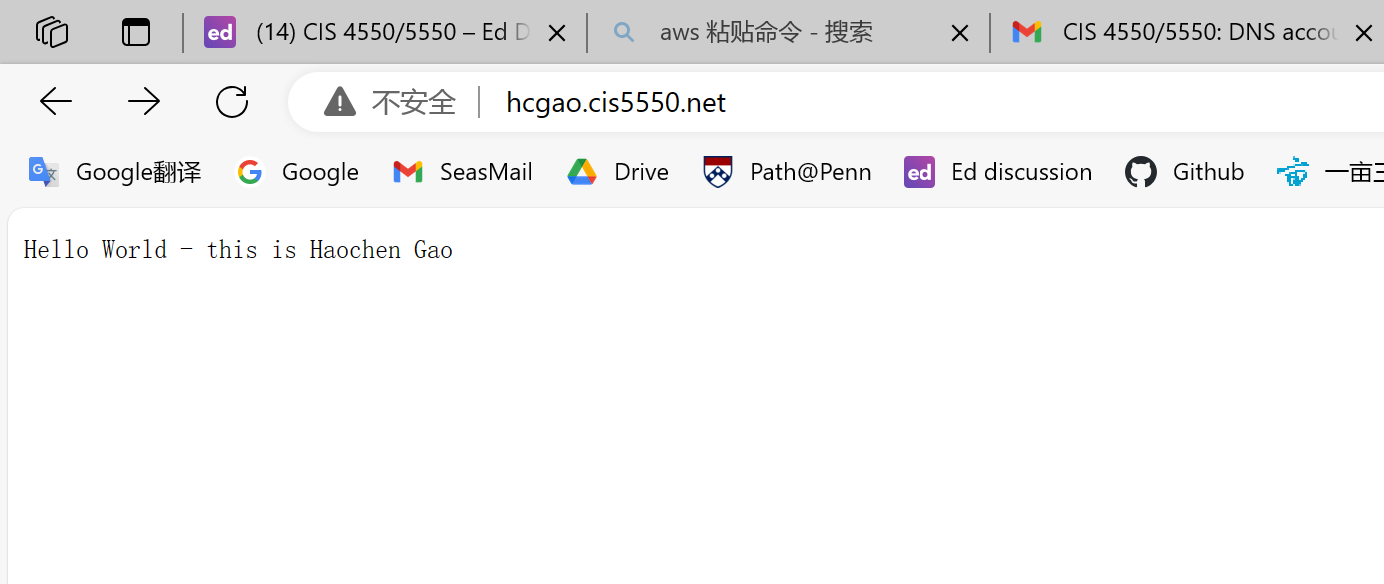 ed (14) CIS 4550/5550 – Ed D aws 粘贴命令 - 搜索 CIS 4550/5550: DNS accou
不安全 hcgao.cis5550.net
Google翻译 Google SeasMail Drive Path@Penn ed Ed discussion Github 一亩三
Hello World - this is Haochen Gao